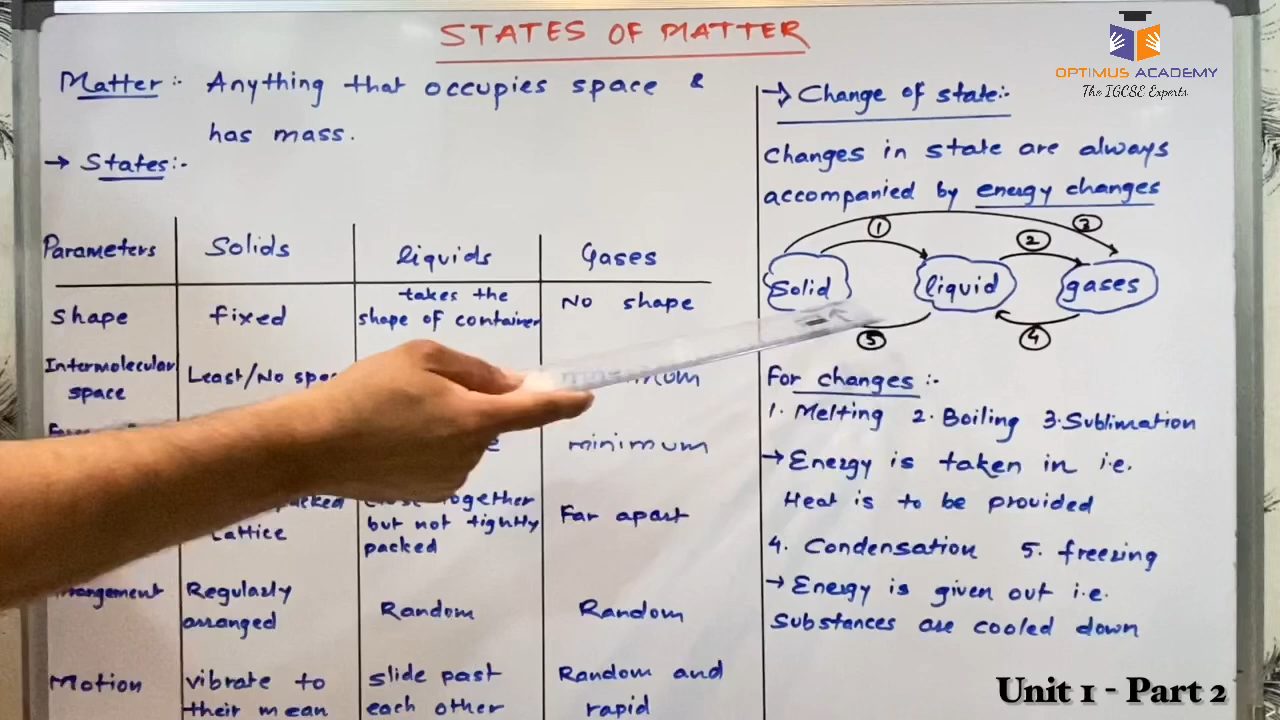 STATES OF MATTER
OPTIMUS ACADEMY
The IGCSE Experts
Matter:- Anything that occupies space &
has mass.
→ States:-
Parameters Solids liquids Gases
Shape fixed takes the shape of container No shape
Intermolecular space Least/No
minimum
Lattice
together
but not tightly
packed
Far apart
Regularly
arranged
Random
Random
Motion
vibrate to
their mean
slide past
each other
Random and
rapid
→ Change of state:-
Changes in state are always
accompanied by energy changes
1 2 3
Solid liquid gases
5 4
For changes :-
1. Melting 2. Boiling 3. Sublimation
→ Energy is taken in i.e.
Heat is to be provided
4. Condensation 5. freezing
→ Energy is given out i.e.
Substances are cooled down
Unit 1 - Part 2